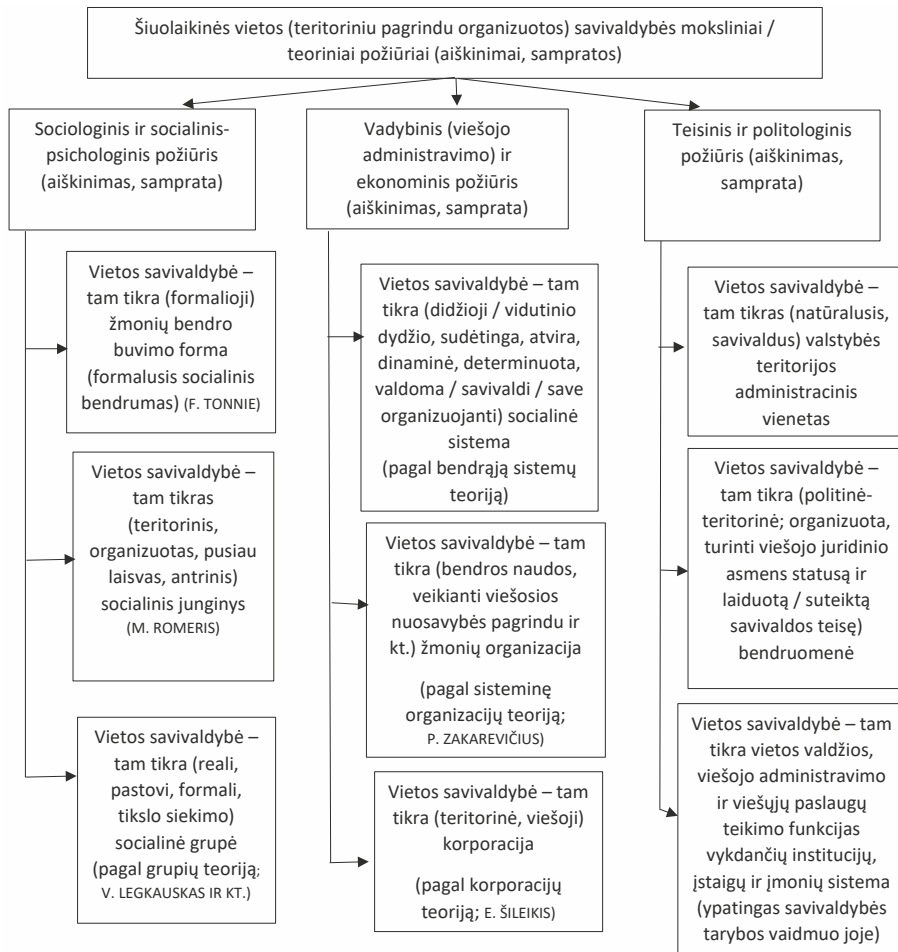 Šiuolaikinės vietos (teritoriniu pagrindu organizuotos) savivaldybės moksliniai /
teoriniai požiūriai (aiškinimai, sampratos)
Sociologinis ir socialinis-
psichologinis požiūris
(aiškinimas, samprata)
Vietos savivaldybė –
tam tikra (formalioji)
žmonių bendro
buvimo forma
(formalusis socialinis
bendrumas) (F. TONNIE)
Vietos savivaldybė –
tam tikras
(teritorinis,
organizuotas, pusiau
laisvas, antrinis)
socialinis junginys
(M. ROMERIS)
Vietos savivaldybė –
tam tikra (reali,
pastovi, formali,
tikslo siekimo)
socialinė grupė
(pagal grupių teoriją;
V. LEGKAUSKAS IR KT.)
Vadybinis (viešojo
administravimo) ir
ekonominis požiūris
(aiškinimas, samprata)
Vietos savivaldybė – tam
tikra (didžioji / vidutinio
dydžio, sudėtinga, atvira,
dinaminė, determinuota,
valdoma / savivaldi / save
organizuojanti) socialinė
sistema
(pagal bendrąją sistemų
teoriją)
Vietos savivaldybė – tam
tikra (bendros naudos,
veikianti viešosios
nuosavybės pagrindu ir
kt.) žmonių organizacija
(pagal sisteminę
organizacijų teoriją;
P. ZAKAREVIČIUS)
Vietos savivaldybė – tam
tikra (teritorinė, viešoji)
korporacija
(pagal korporacijų
teoriją; E. ŠILEIKIS)
Teisinis ir politologinis
požiūris (aiškinimas,
samprata)
Vietos savivaldybė –
tam tikras (natūralusis,
savivaldus) valstybės
teritorijos
administracinis
vienetas
Vietos savivaldybė –
tam tikra (politinė-
teritorinė; organizuota,
turinti viešojo juridinio
asmens statusą ir
laiduotą / suteiktą
savivaldos teisę)
bendruomenė
Vietos savivaldybė – tam
tikra vietos valdžios,
viešojo administravimo
ir viešųjų paslaugų
teikimo funkcijas
vykdančių institucijų,
įstaigų ir įmonių sistema
(ypatingas savivaldybės
tarybos vaidmuo joje)